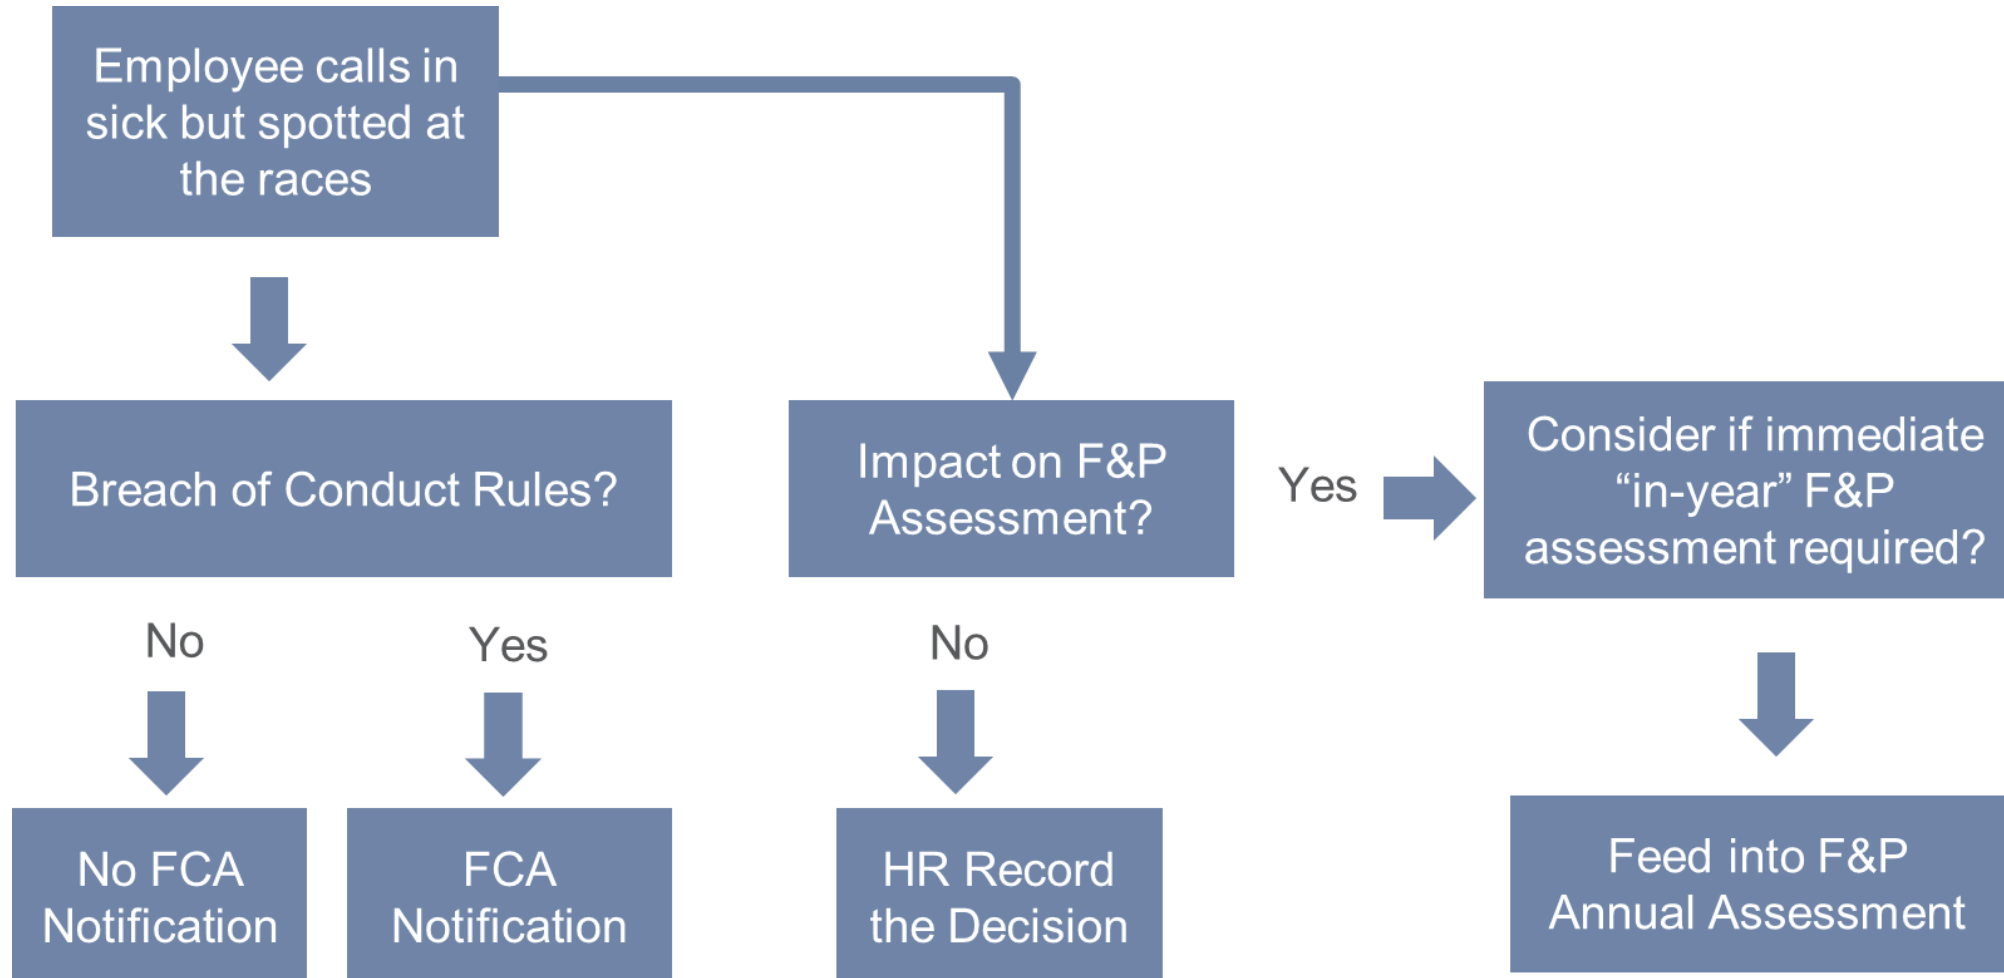 Employee calls in
sick but spotted at
the races
Breach of Conduct Rules?
Impact on F&P
Assessment?
Yes
Consider if immediate
“in-year” F&P
assessment required?
No
Yes
No
No FCA
Notification
FCA
Notification
HR Record
the Decision
Feed into F&P
Annual Assessment